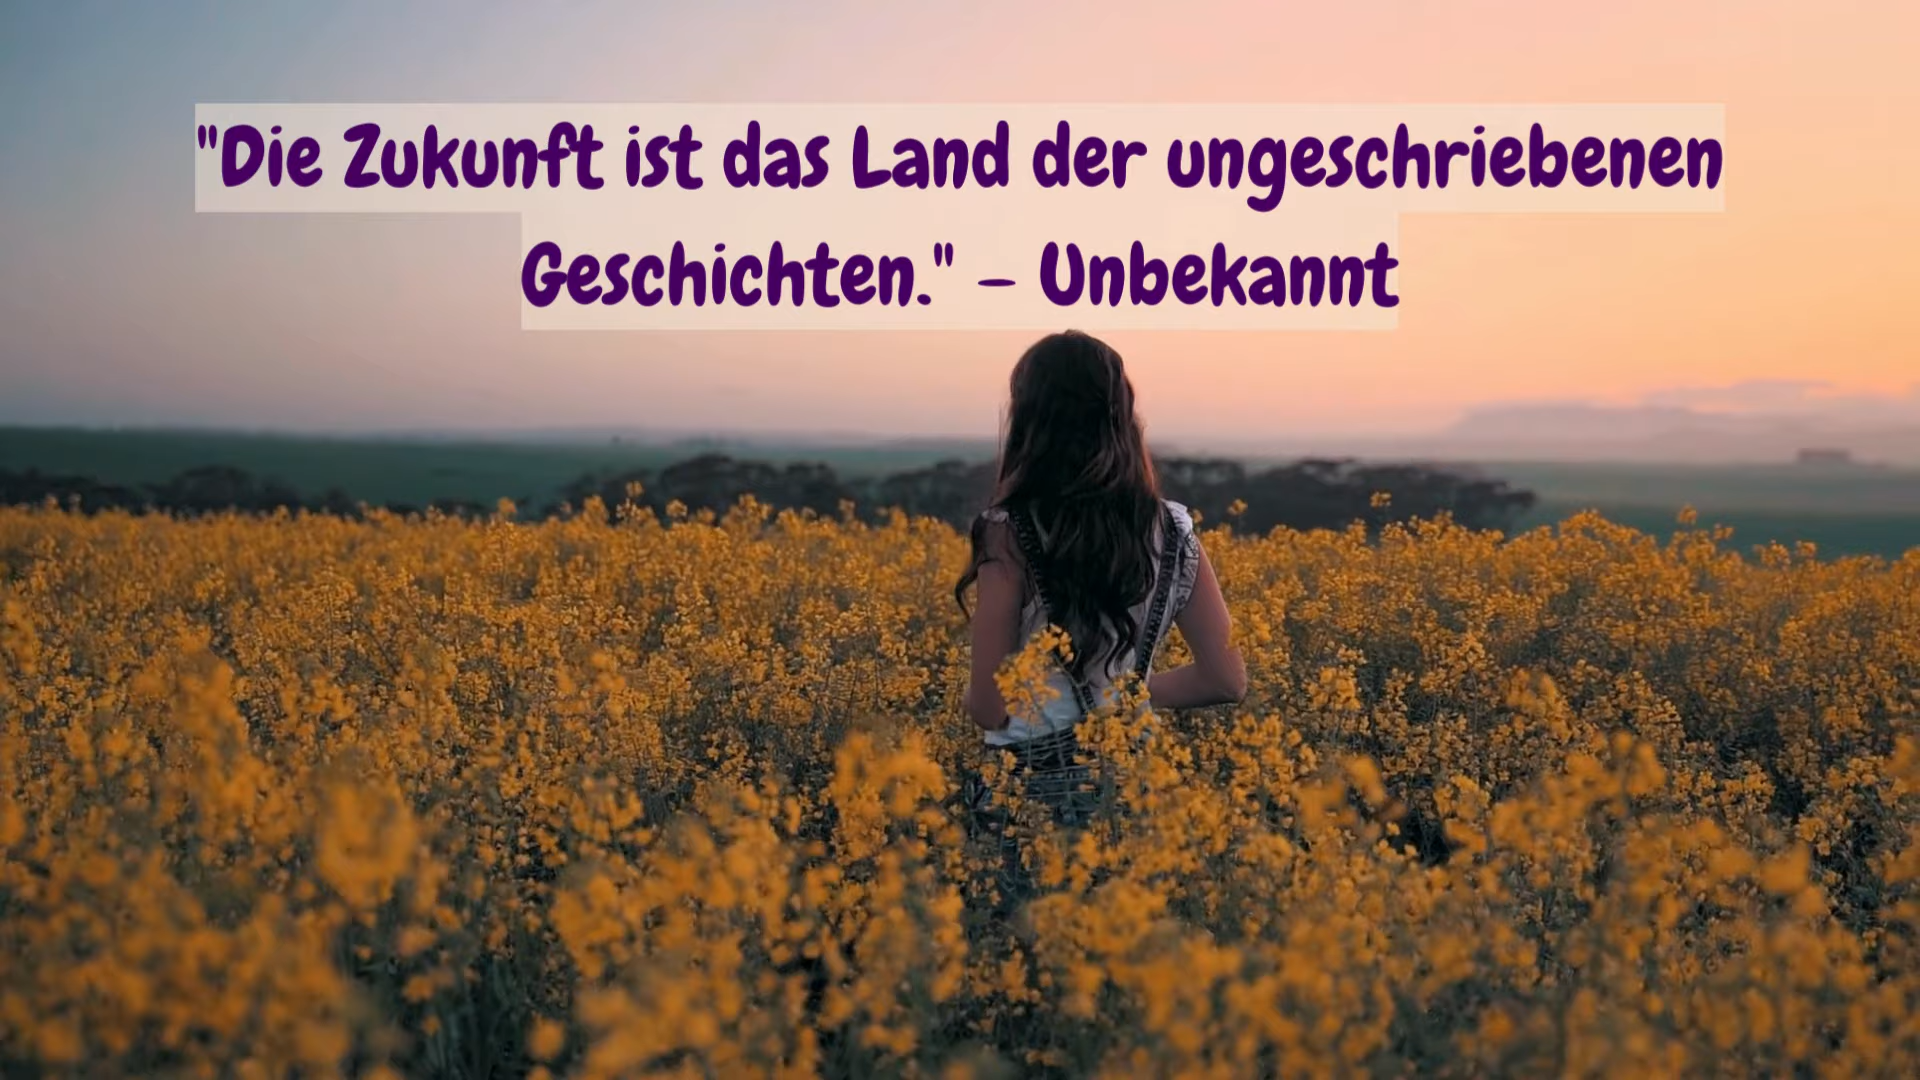 "Die Zukunft ist das Land der ungeschriebenen
Geschichten." – Unbekannt